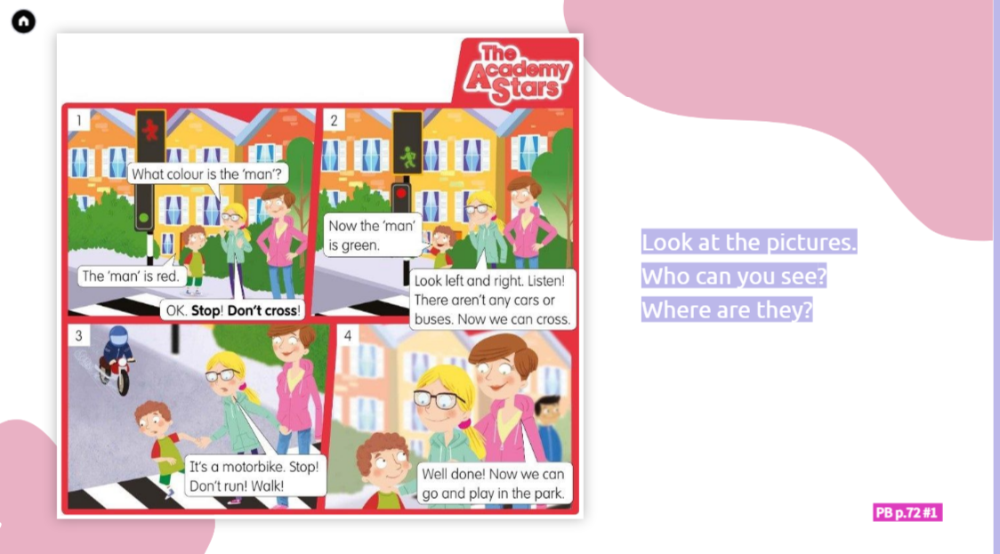 The
Academy
Stars
1
What colour is the 'man'?
The 'man' is red.
OK. Stop! Don't cross!
2
Now the 'man'
is green.
Look left and right. Listen!
There aren't any cars or
buses. Now we can cross.
3
It's a motorbike. Stop!
Don't run! Walk!
4
Well done! Now we can
go and play in the park.
Look at the pictures.
Who can you see?
Where are they?
PB p.72 #1